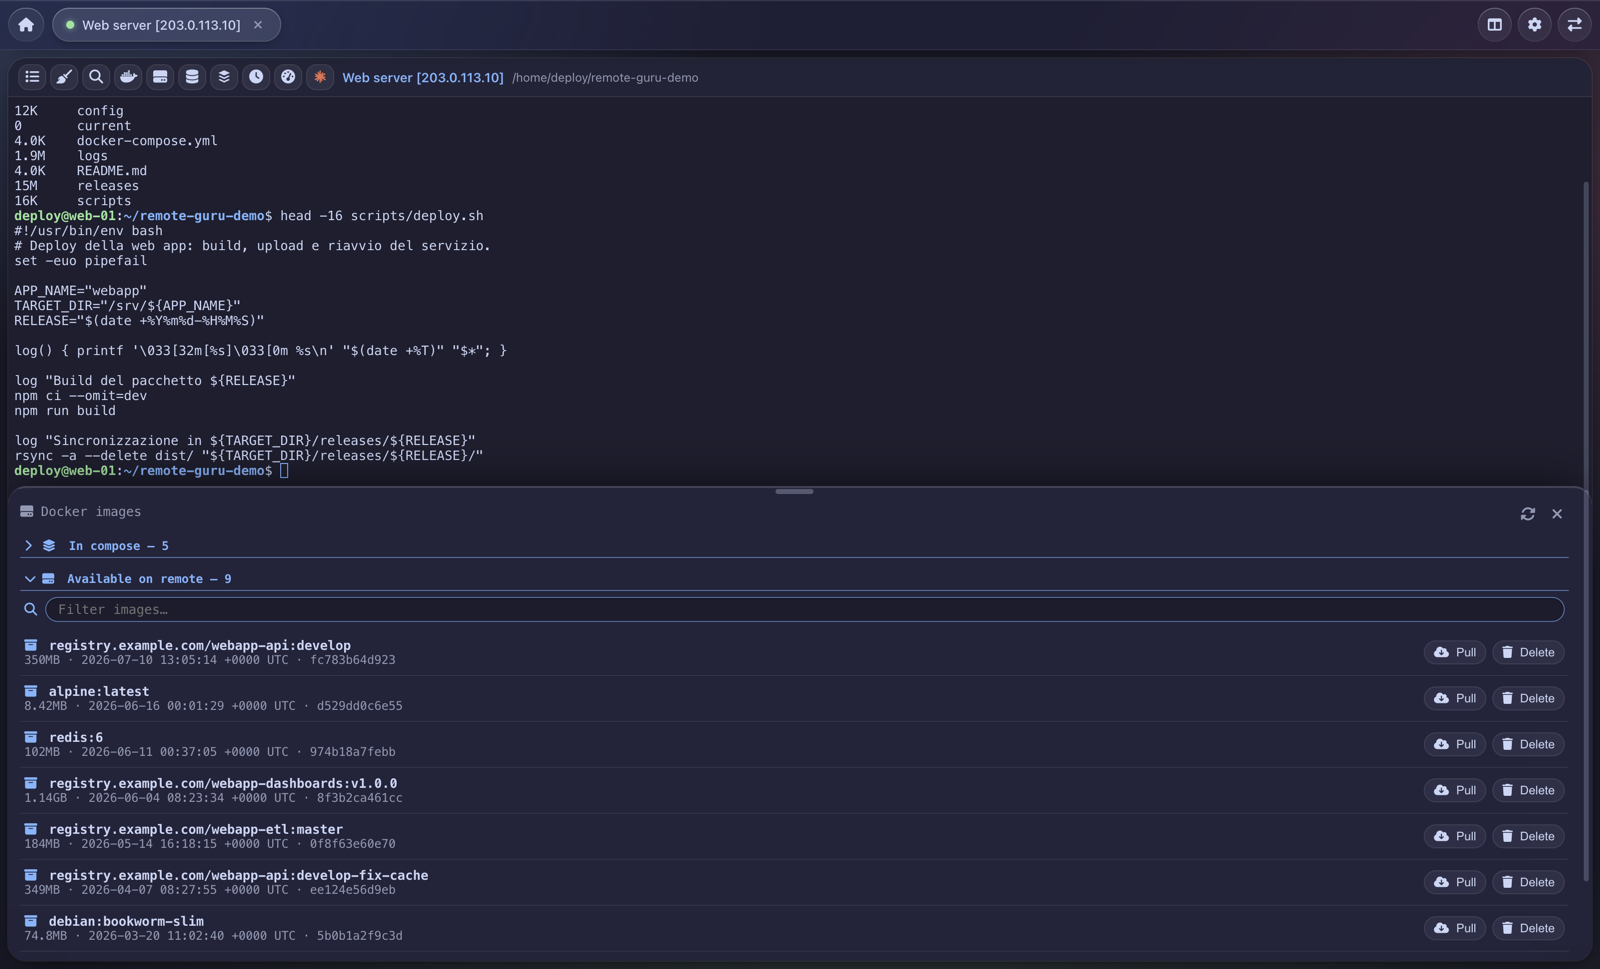 Web server [203.0.113.10]
Web server [203.0.113.10] /home/deploy/remote-guru-demo
12K config
0 current
4.0K docker-compose.yml
1.9M logs
4.0K README.md
15M releases
16K scripts
deploy@web-01:~/remote-guru-demo$ head -16 scripts/deploy.sh
#!/usr/bin/env bash
# Deploy della web app: build, upload e riavvio del servizio.
set -euo pipefail
APP_NAME="webapp"
TARGET_DIR="/srv/${APP_NAME}"
RELEASE="$(date +%Y%m%d-%H%M%S)"
log() { printf '\033[32m[%s]\033[0m %s\n' "$(date +%T)" "$*"; }
log "Build del pacchetto ${RELEASE}"
npm ci --omit=dev
npm run build
log "Sincronizzazione in ${TARGET_DIR}/releases/${RELEASE}"
rsync -a --delete dist/ "${TARGET_DIR}/releases/${RELEASE}/"
deploy@web-01:~/remote-guru-demo$
Docker images
In compose — 5
Available on remote — 9
Filter images…
registry.example.com/webapp-api:develop
350MB · 2026-07-10 13:05:14 +0000 UTC · fc783b64d923
Pull Delete
alpine:latest
8.42MB · 2026-06-16 00:01:29 +0000 UTC · d529dd0c6e55
Pull Delete
redis:6
102MB · 2026-06-11 00:37:05 +0000 UTC · 974b18a7febb
Pull Delete
registry.example.com/webapp-dashboards:v1.0.0
1.14GB · 2026-06-04 08:23:34 +0000 UTC · 8f3b2ca461cc
Pull Delete
registry.example.com/webapp-etl:master
184MB · 2026-05-14 16:18:15 +0000 UTC · 0f8f63e60e70
Pull Delete
registry.example.com/webapp-api:develop-fix-cache
349MB · 2026-04-07 08:27:55 +0000 UTC · ee124e56d9eb
Pull Delete
debian:bookworm-slim
74.8MB · 2026-03-20 11:02:40 +0000 UTC · 5b0b1a2f9c3d
Pull Delete